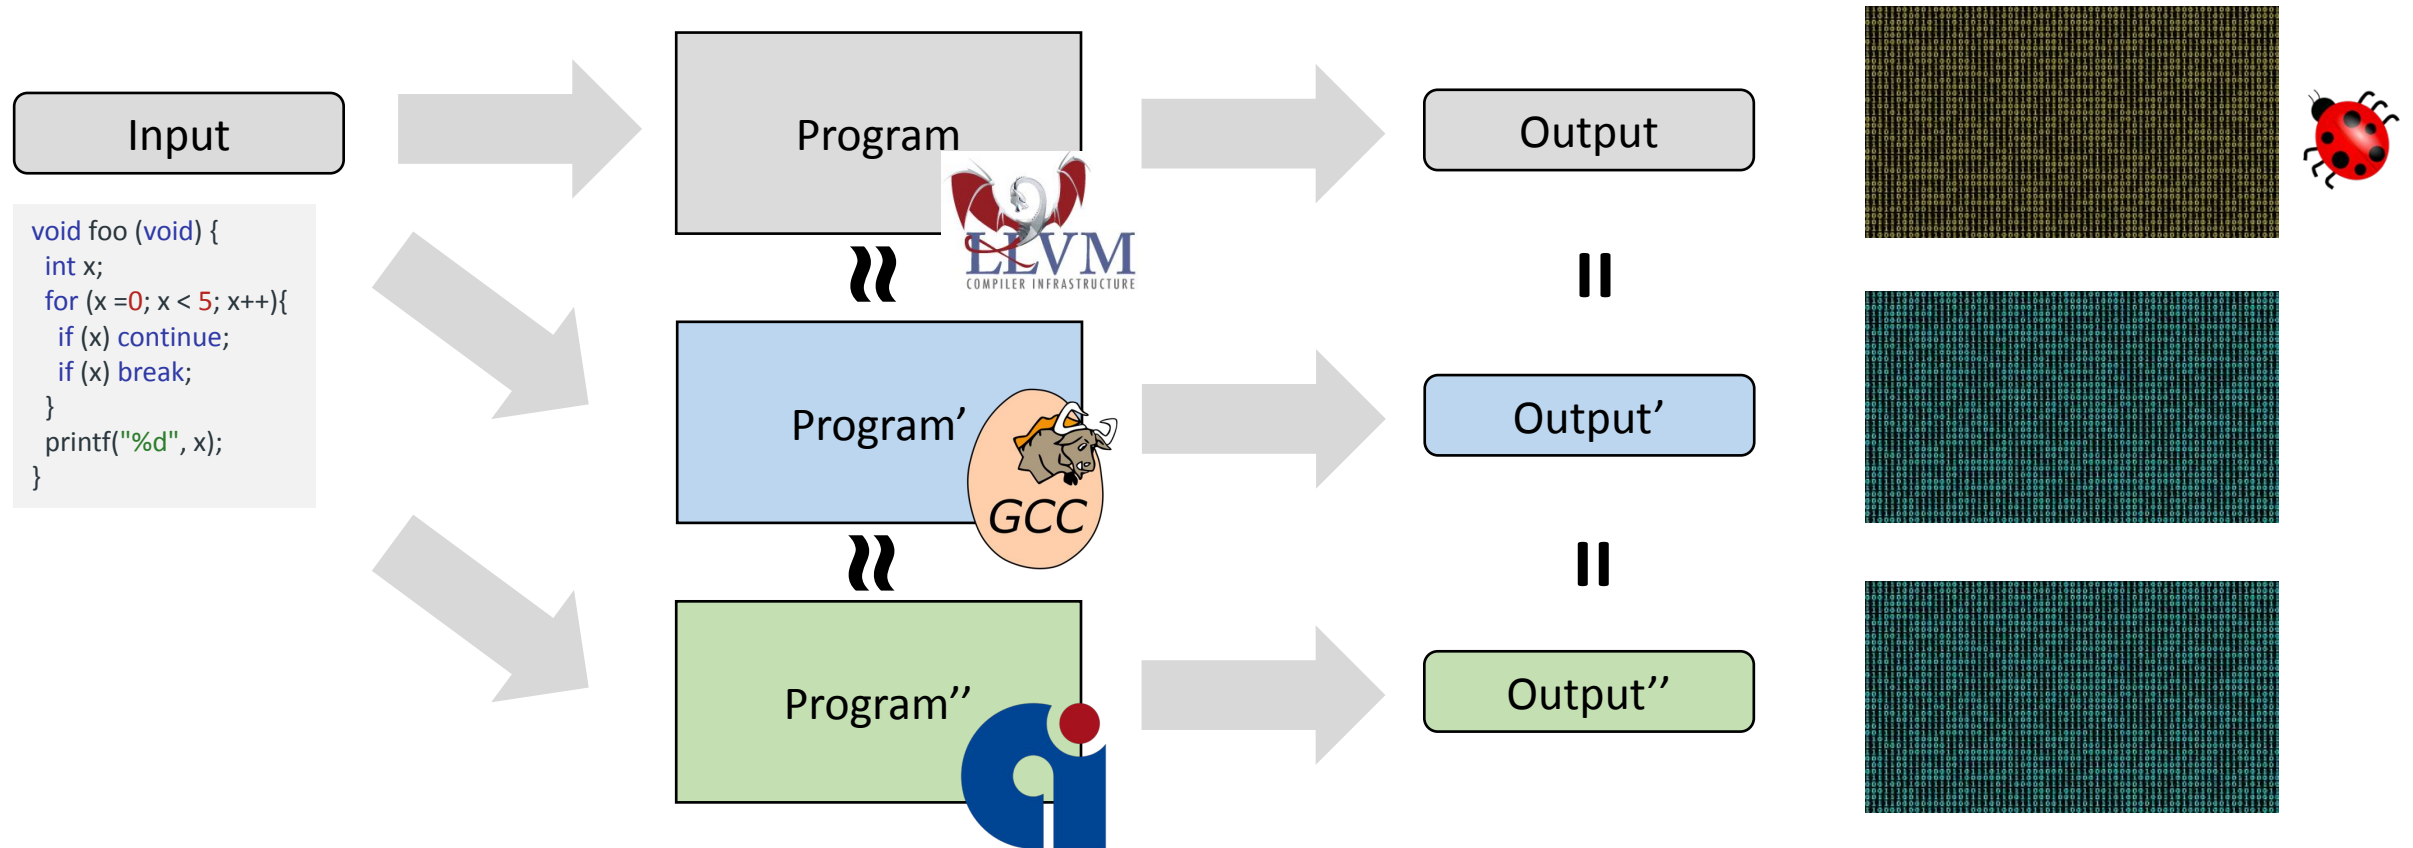 Input
void foo (void) {
int x;
for (x =0; x < 5; x++){
if (x) continue;
if (x) break;
}
printf("%d", x);
}
Program
LLVM
COMPILER INFRASTRUCTURE
≈
Program’
GCC
≈
Program’’
Output
=
Output’
=
Output’’